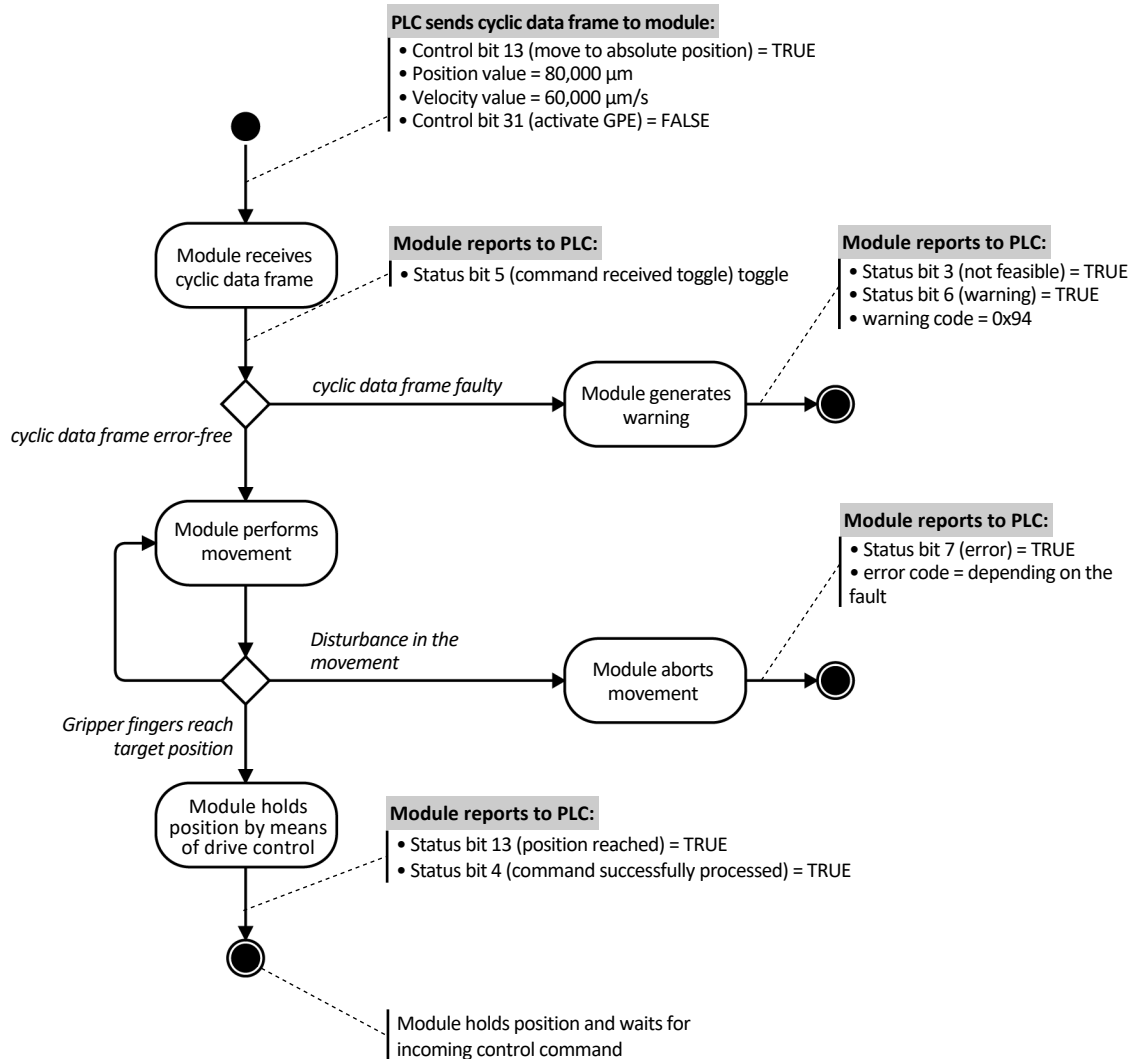 PLC sends cyclic data frame to module:
• Control bit 13 (move to absolute position) = TRUE
• Position value = 80,000 µm
• Velocity value = 60,000 µm/s
• Control bit 31 (activate GPE) = FALSE
Module receives
cyclic data frame
Module reports to PLC:
• Status bit 5 (command received toggle) toggle
Module reports to PLC:
• Status bit 3 (not feasible) = TRUE
• Status bit 6 (warning) = TRUE
• warning code = 0x94
cyclic data frame faulty
Module generates
warning
cyclic data frame error-free
Module performs
movement
Module reports to PLC:
• Status bit 7 (error) = TRUE
• error code = depending on the
fault
Disturbance in the
movement
Module aborts
movement
Gripper fingers reach
target position
Module holds
position by means
of drive control
Module reports to PLC:
• Status bit 13 (position reached) = TRUE
• Status bit 4 (command successfully processed) = TRUE
Module holds position and waits for
incoming control command